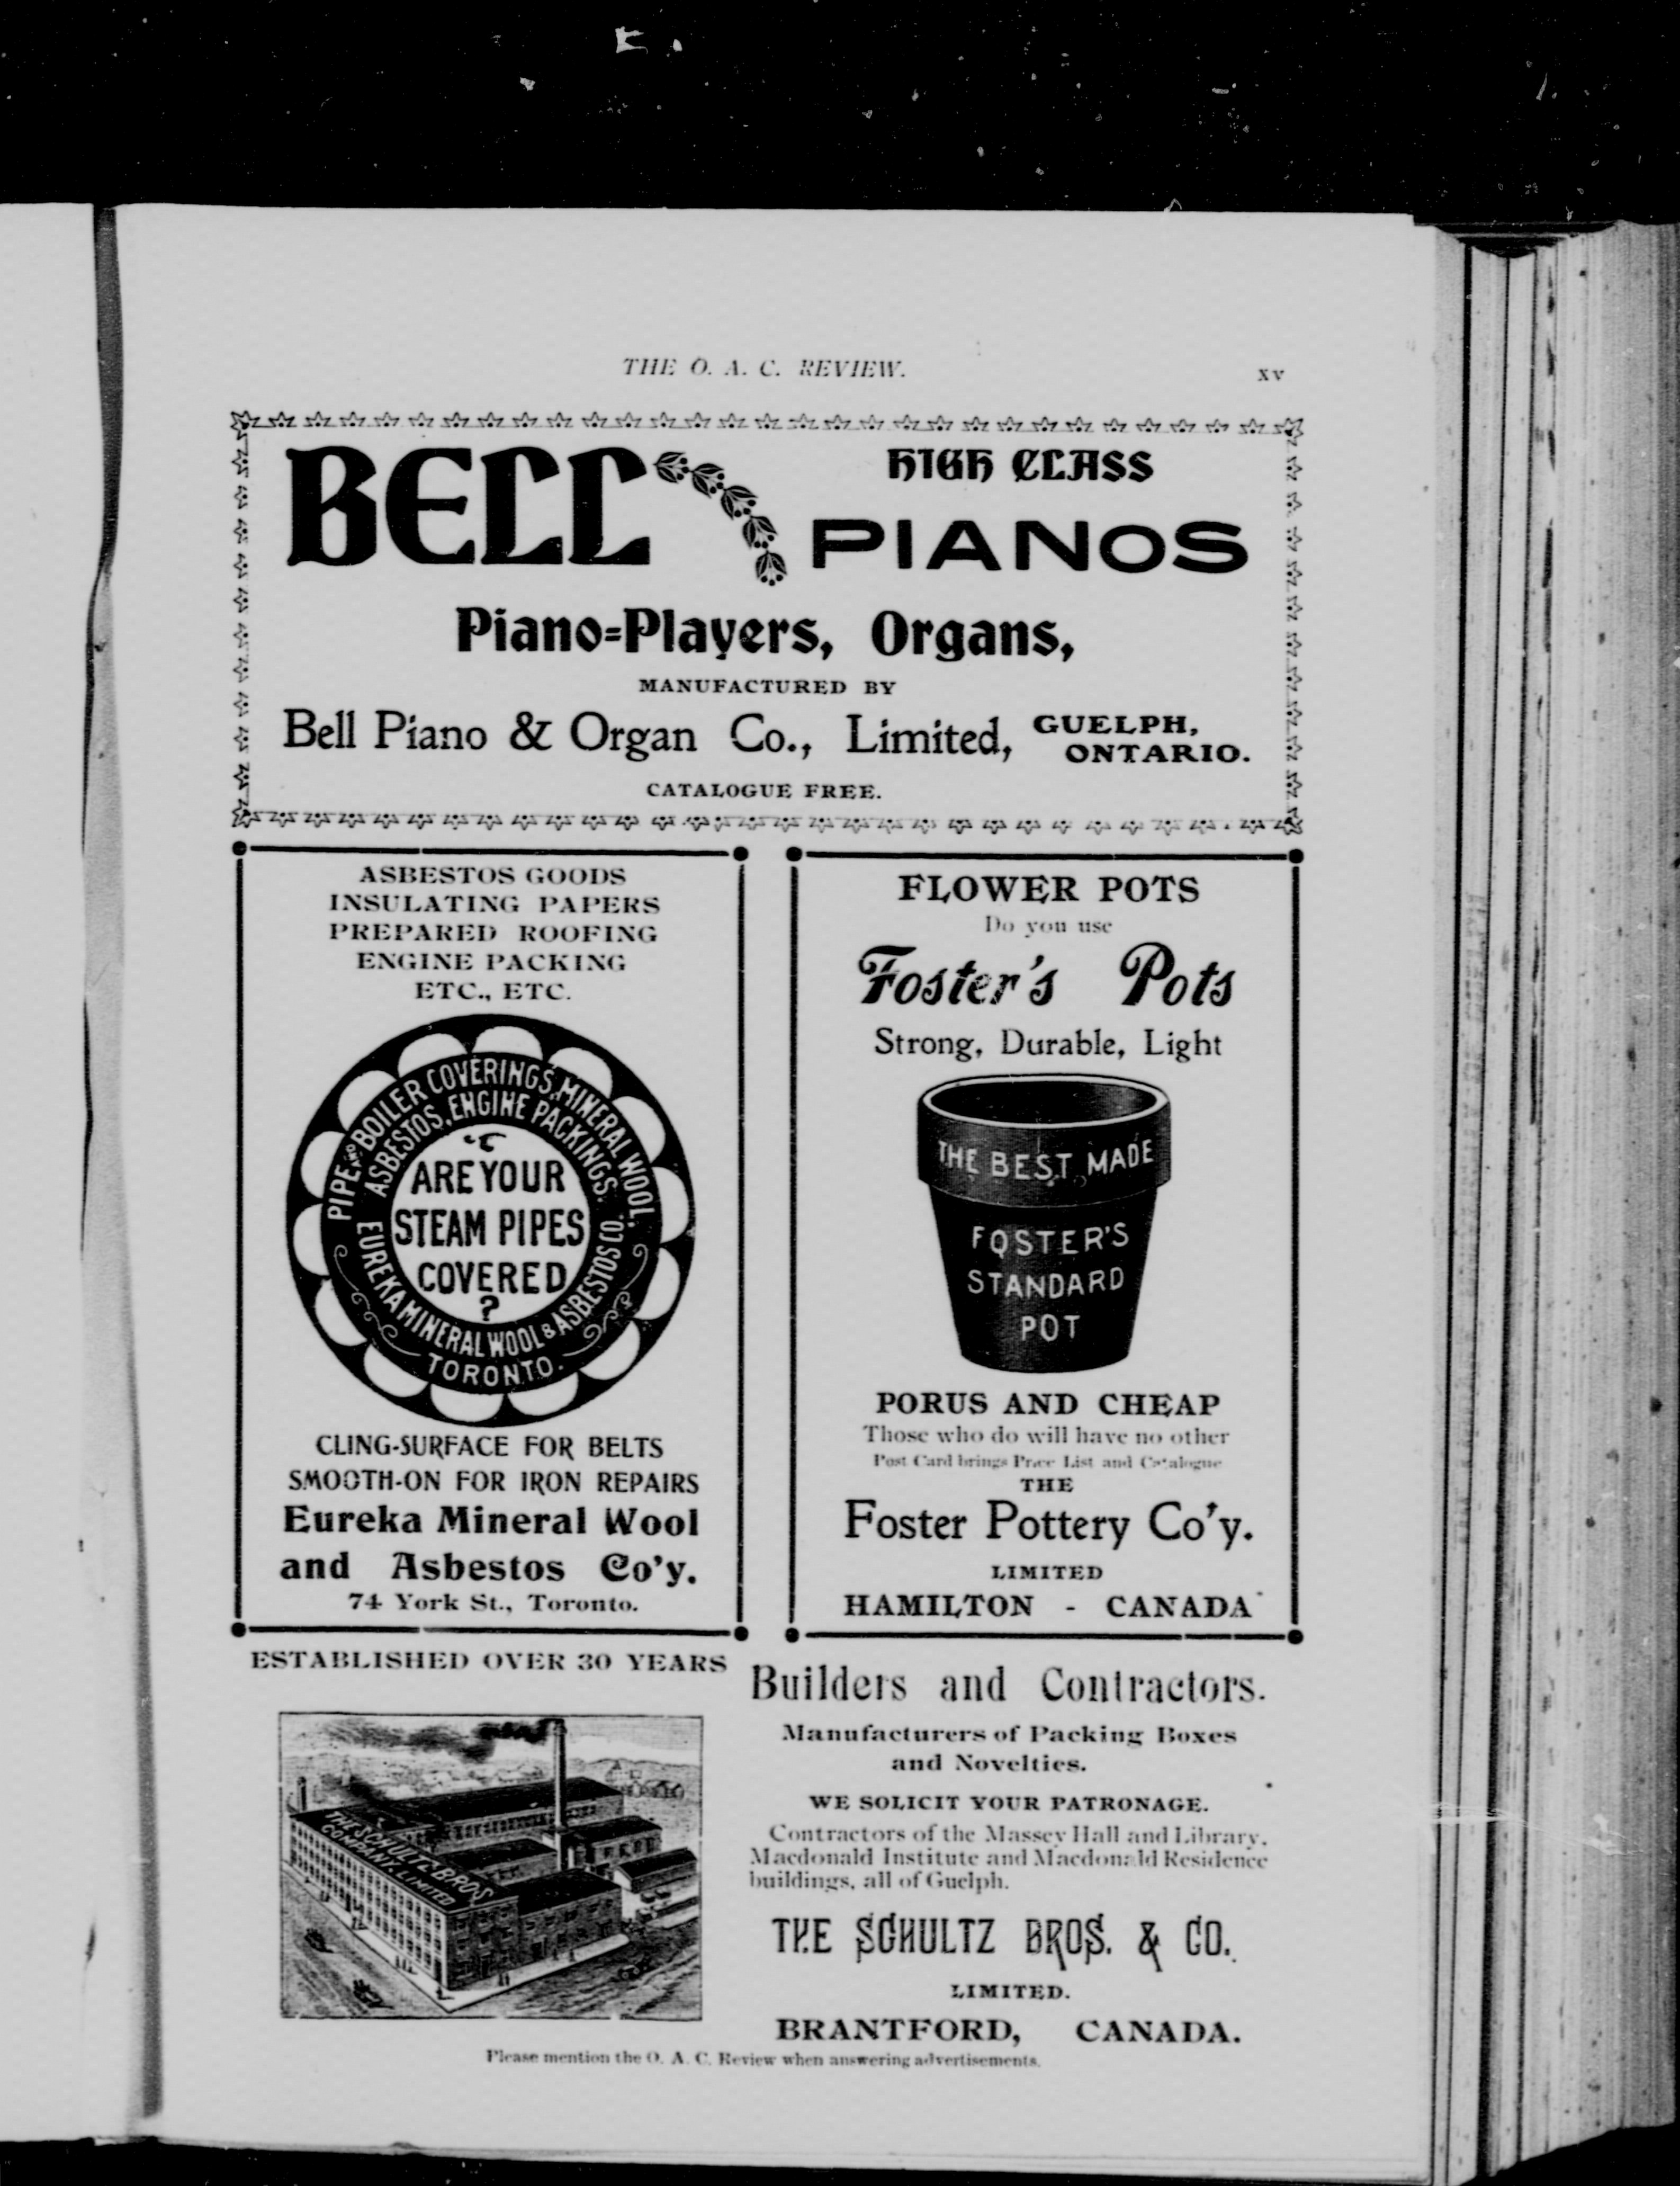 THE O. A. C. REVIEW.
xv
BELL HIGH CLASS
PIANOS
Piano=Players, Organs,
MANUFACTURED BY
Bell Piano & Organ Co., Limited, GUELPH,
ONTARIO.
CATALOGUE FREE.
ASBESTOS GOODS
INSULATING PAPERS
PREPARED ROOFING
ENGINE PACKING
ETC., ETC.
PIPE AND BOILER COVERINGS, MINERAL WOOL.
ASBESTOS, ENGINE PACKINGS.
ARE YOUR
STEAM PIPES
COVERED
?
EUREKA MINERAL WOOL & ASBESTOS CO.
TORONTO.
CLING-SURFACE FOR BELTS
SMOOTH-ON FOR IRON REPAIRS
Eureka Mineral Wool
and Asbestos Co'y.
74 York St., Toronto.
FLOWER POTS
Do you use
Foster's Pots
Strong, Durable, Light
THE BEST MADE
FOSTER'S
STANDARD
POT
PORUS AND CHEAP
Those who do will have no other
Post Card brings Price List and Catalogue
THE
Foster Pottery Co'y.
LIMITED
HAMILTON - CANADA
ESTABLISHED OVER 30 YEARS
THE SCHULTZ BROS
COMPANY, LIMITED
Builders and Contractors.
Manufacturers of Packing Boxes
and Novelties.
WE SOLICIT YOUR PATRONAGE.
Contractors of the Massey Hall and Library,
Macdonald Institute and Macdonald Residence
buildings, all of Guelph.
THE SCHULTZ BROS. & CO.
LIMITED.
BRANTFORD, CANADA.
Please mention the O. A. C. Review when answering advertisements.